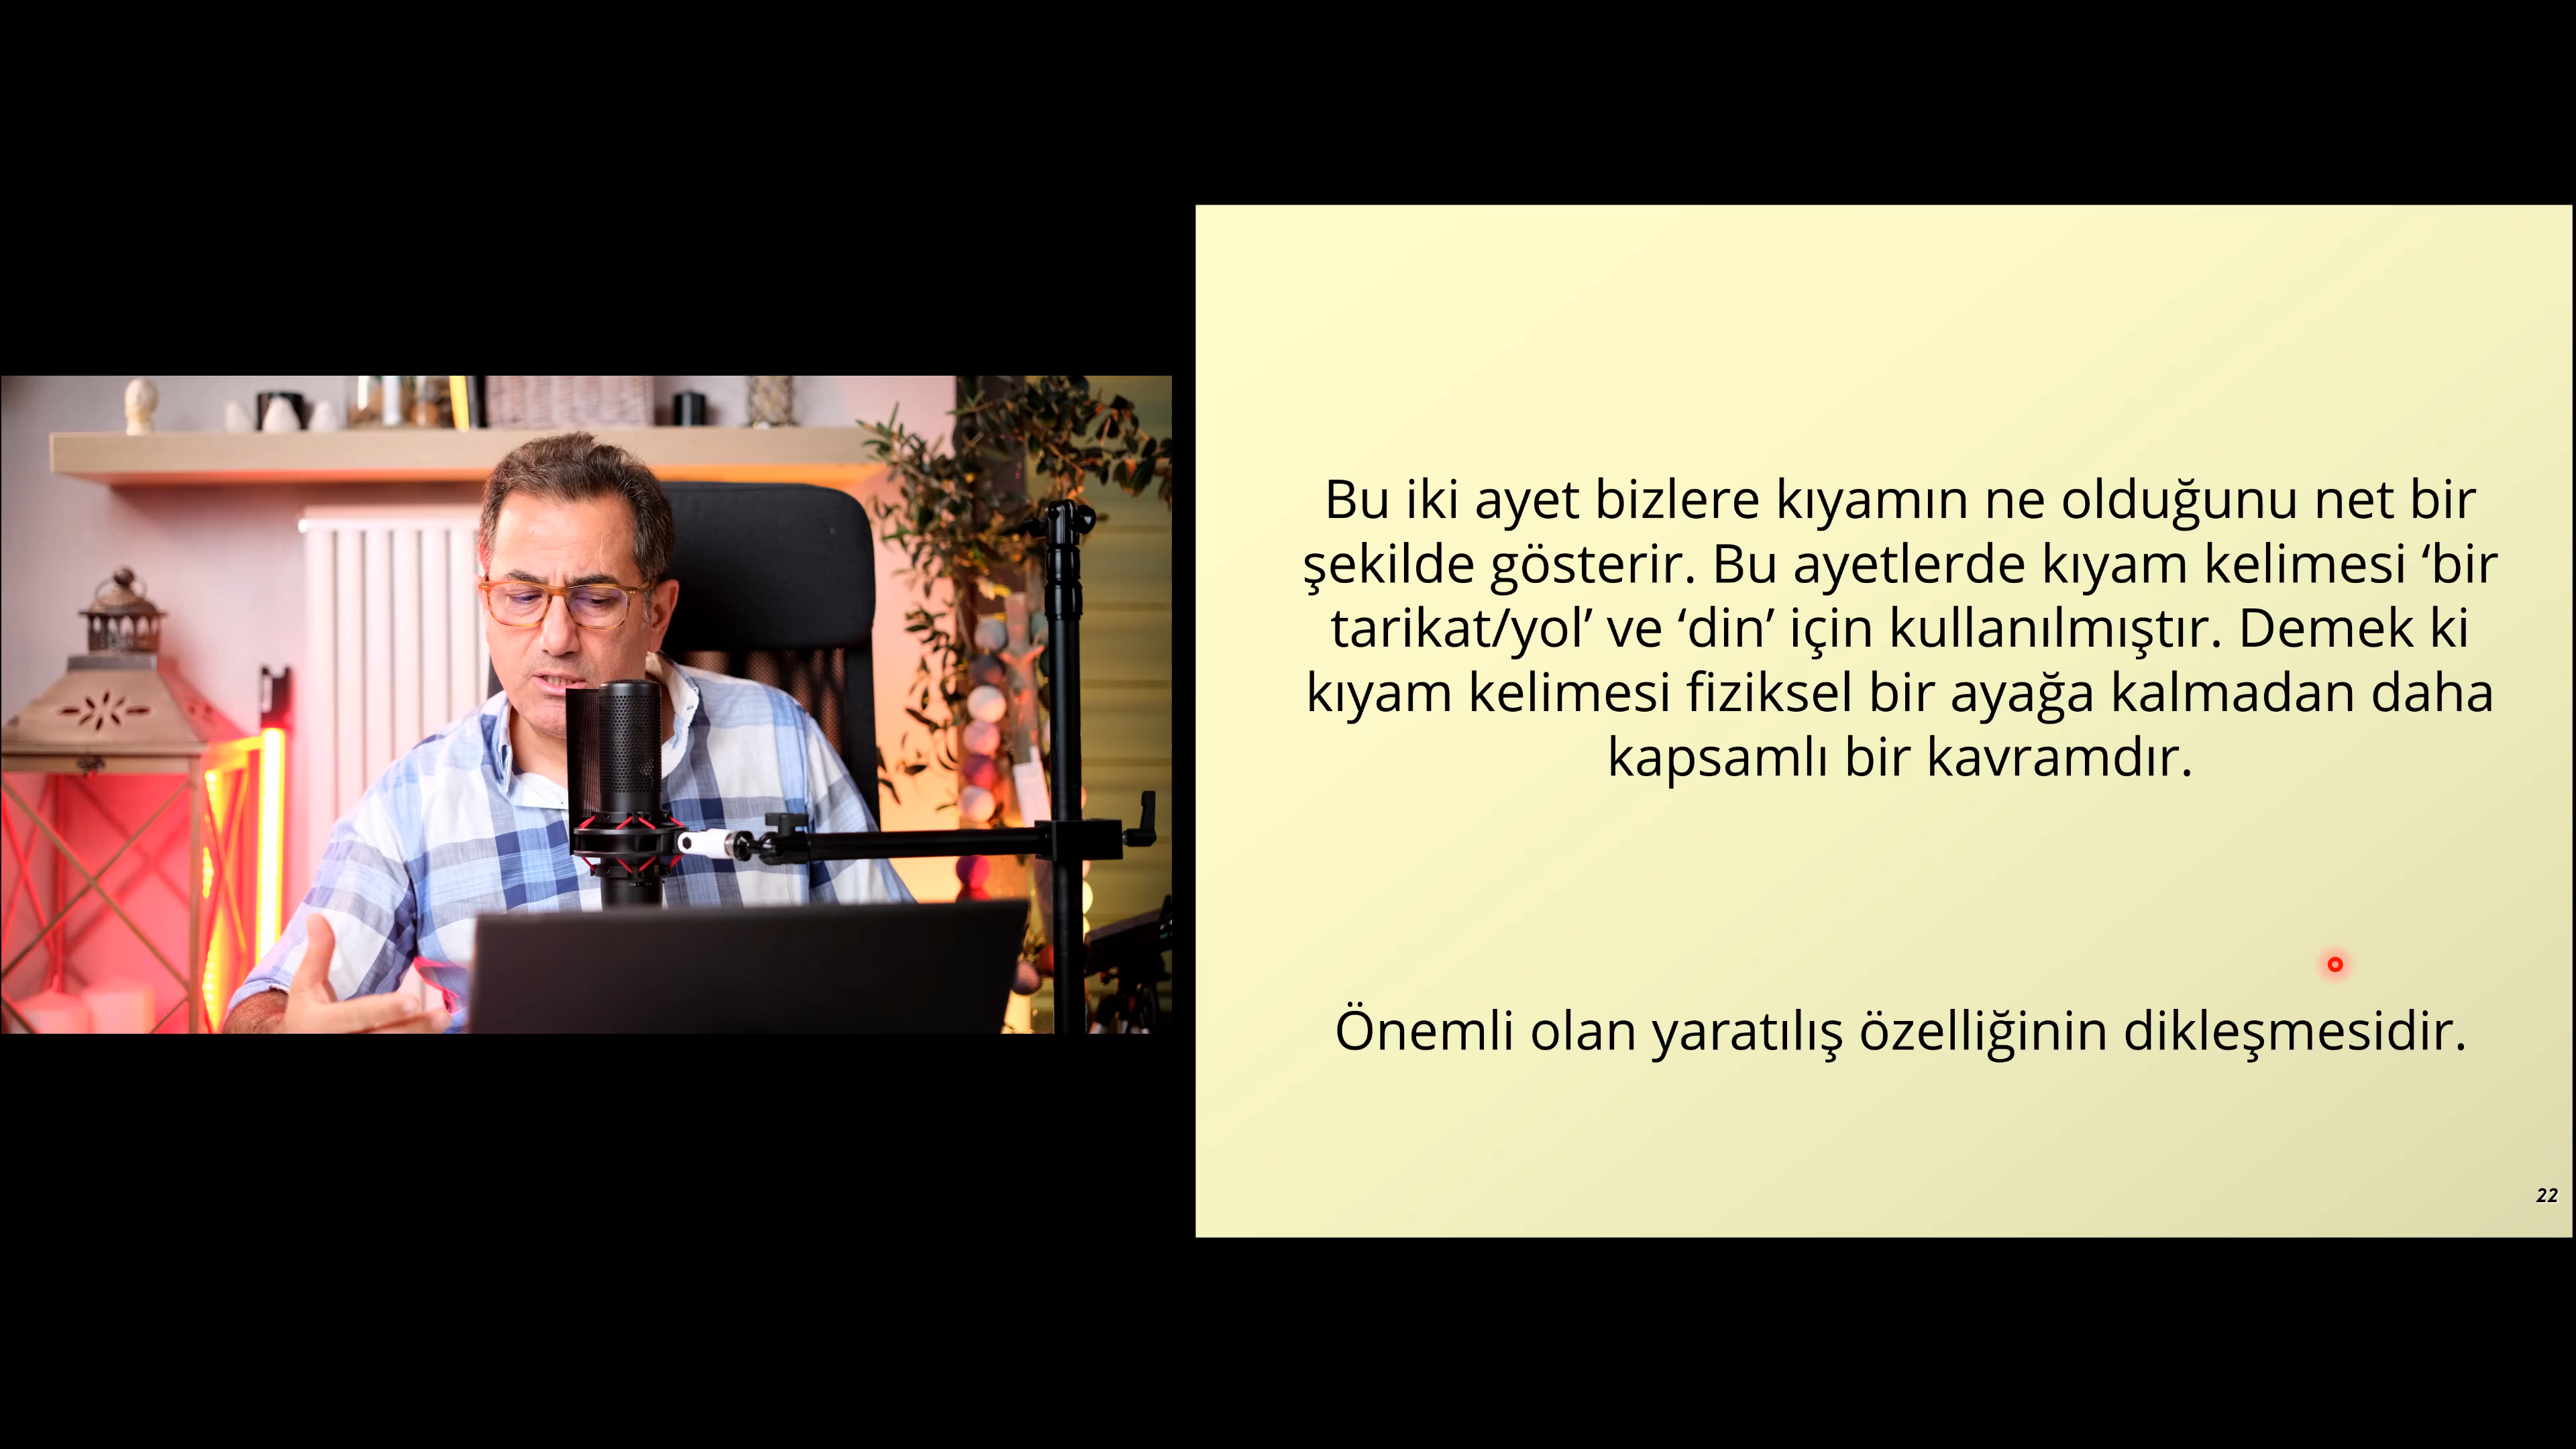 Bu iki ayet bizlere kıyamın ne olduğunu net bir
şekilde gösterir. Bu ayetlerde kıyam kelimesi ‘bir
tarikat/yol’ ve ‘din’ için kullanılmıştır. Demek ki
kıyam kelimesi fiziksel bir ayağa kalmadan daha
kapsamlı bir kavramdır.
Önemli olan yaratılış özelliğinin dikleşmesidir.
22